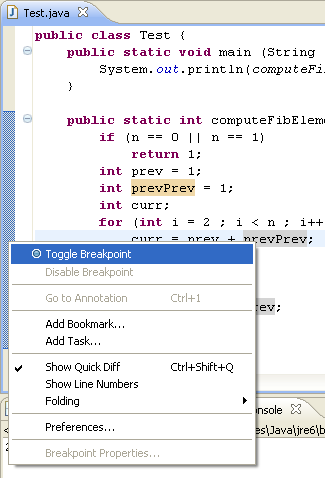 Test.java
public class Test {
public static void main (String
System.out.println(computeFi
}
public static int computeFibElemen
if (n == 0 || n == 1)
return 1;
int prev = 1;
int prevPrev = 1;
int curr;
for (int i = 2 ; i < n ; i++
curr = prev + prevPrev;
Toggle Breakpoint
Disable Breakpoint
Go to Annotation Ctrl+1
ev;
Add Bookmark...
Add Task...
Show Quick Diff Ctrl+Shift+Q
Show Line Numbers
Folding
onsole
<
es\Java\jre6\b
Preferences...
2
Breakpoint Properties...